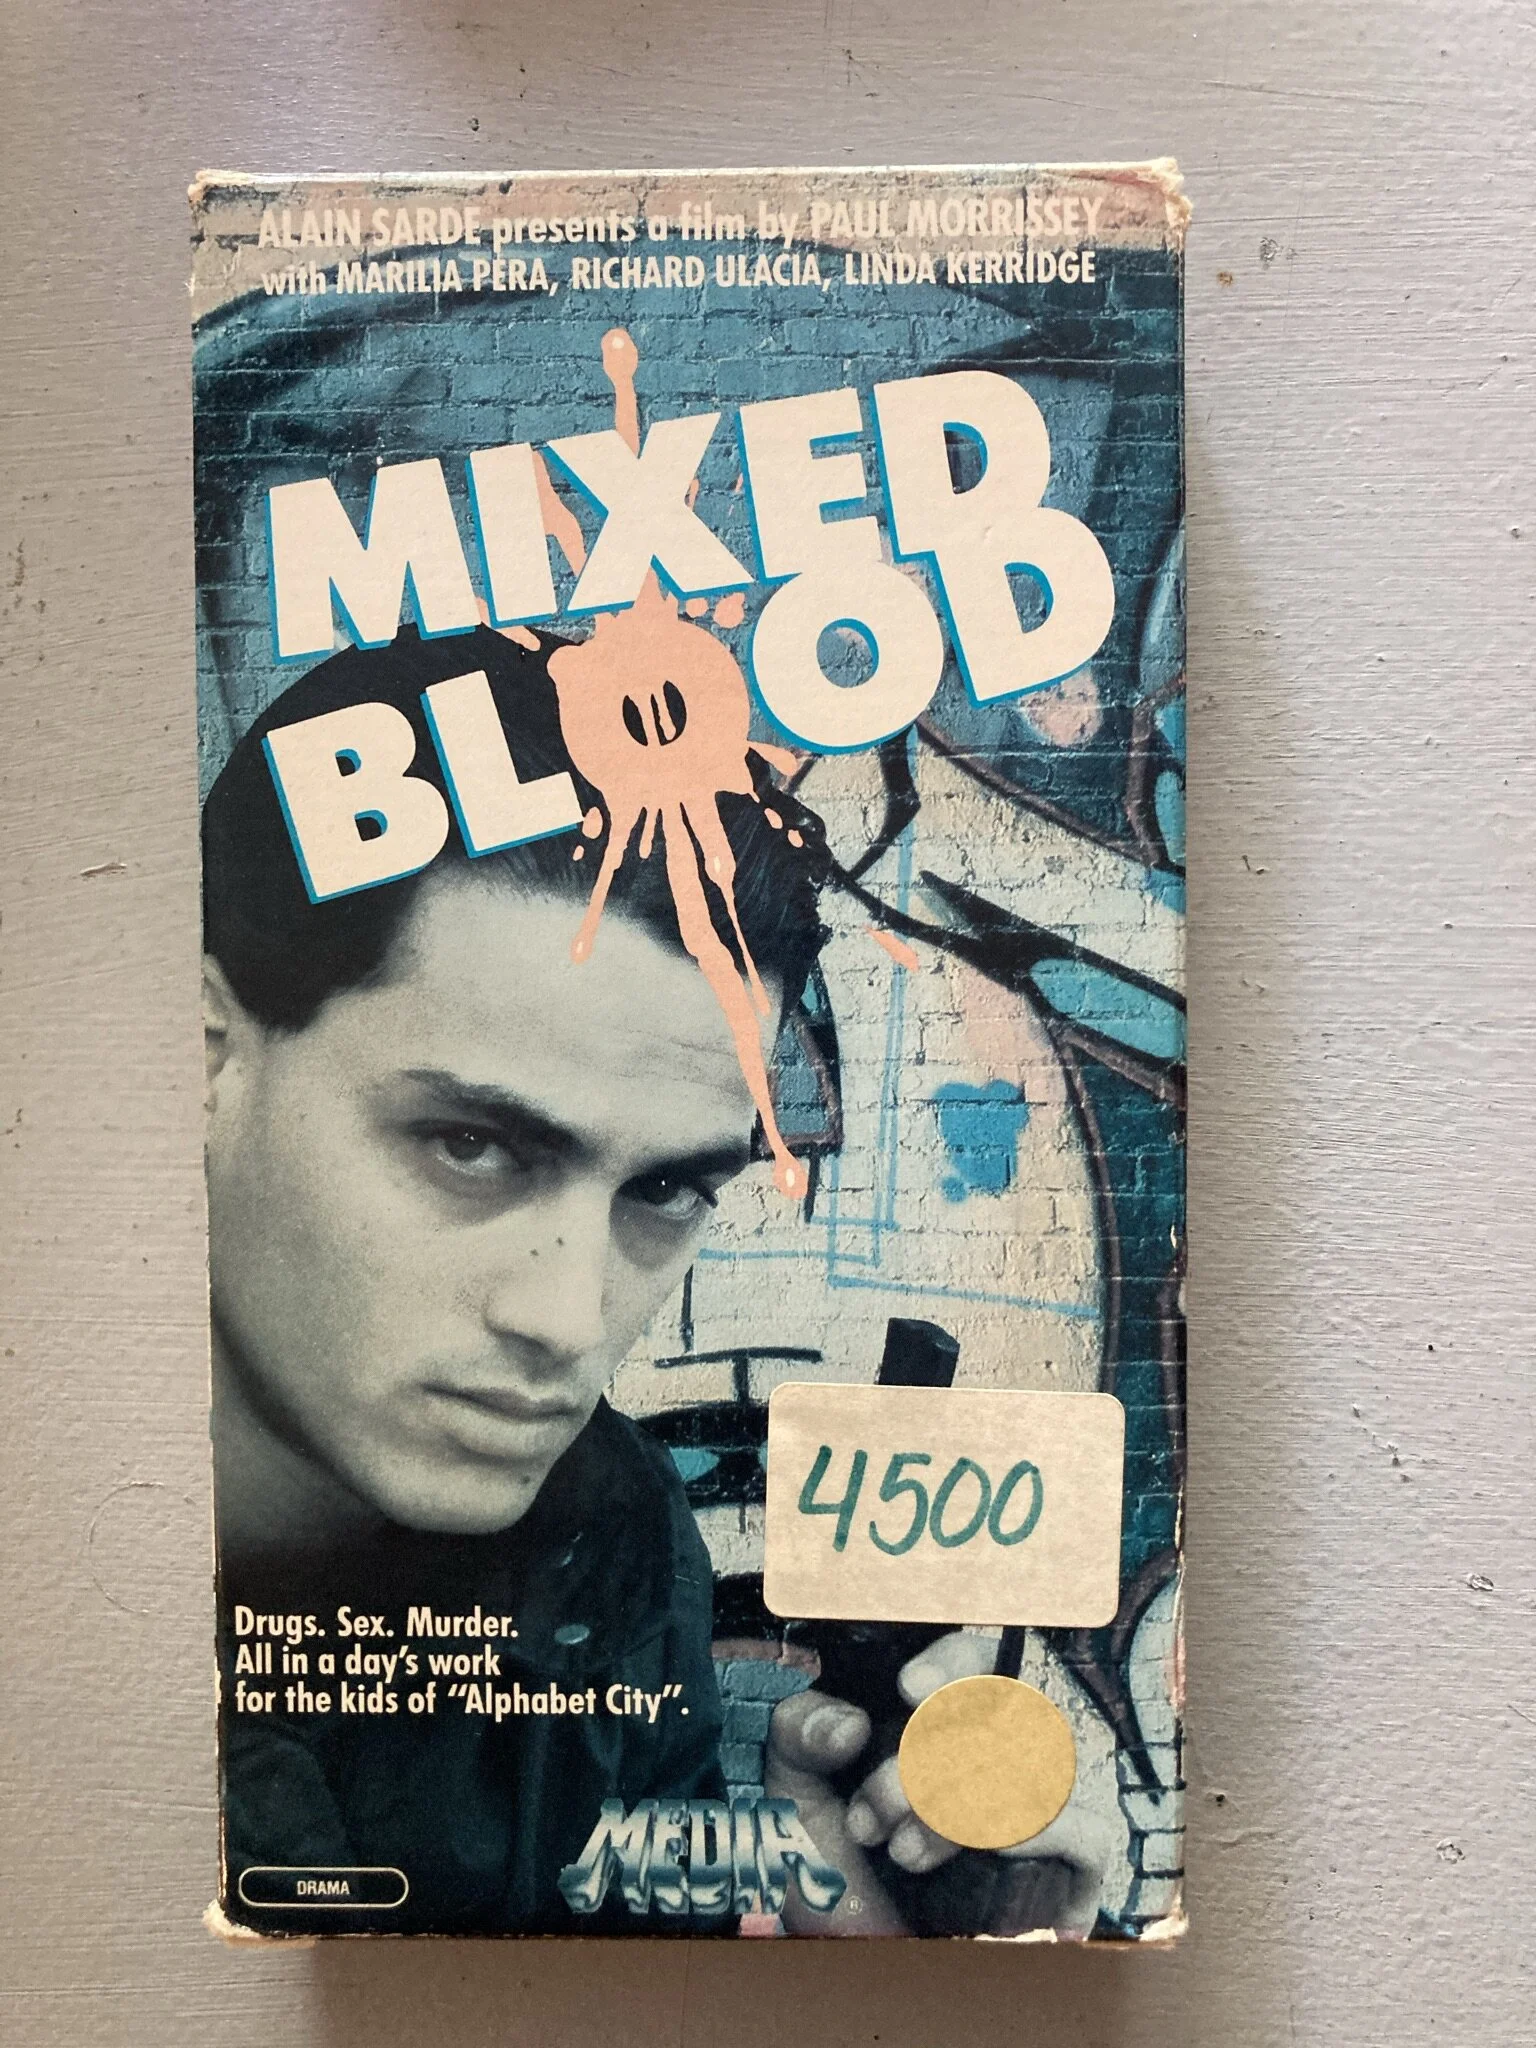 ALAIN SARDE presents a film by PAUL MORRISSEY
with MARILIA PERA, RICHARD ULACIA, LINDA KERRIDGE
MIXED
BLOOD
4500
Drugs. Sex. Murder.
All in a day's work
for the kids of "Alphabet City".
MEDIA ®
DRAMA